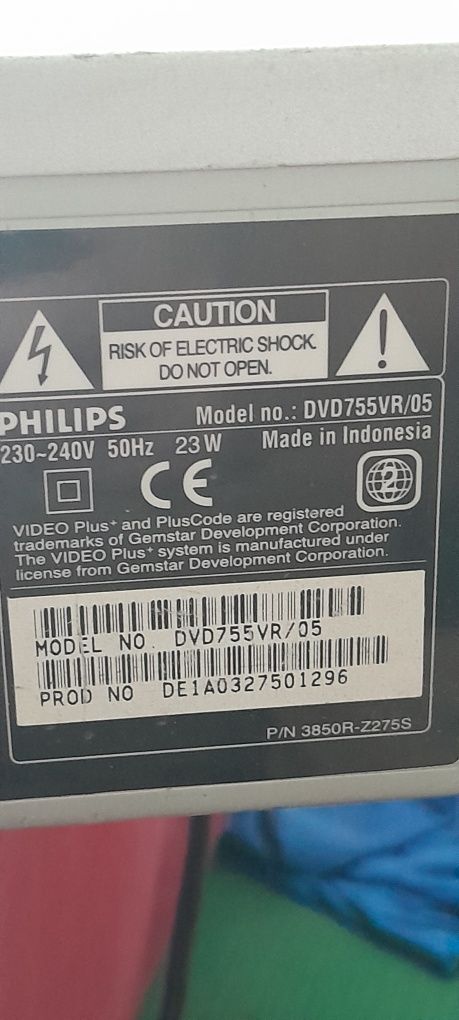 CAUTION
RISK OF ELECTRIC SHOCK.
DO NOT OPEN.
PHILIPS Model no.: DVD755VR/05
230~240V 50Hz 23W Made in Indonesia
CE 2
VIDEO Plus+ and PlusCode are registered
trademarks of Gemstar Development Corporation.
The VIDEO Plus+ system is manufactured under
license from Gemstar Development Corporation.
MODEL NO. DVD755VR/05
PROD NO DE1A0327501296
P/N 3850R-Z275S